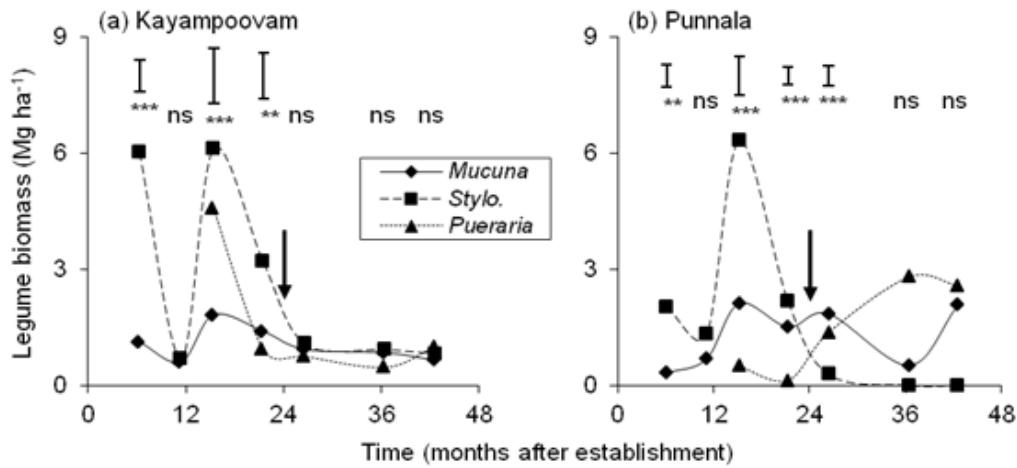 (a) Kayampoovam
(b) Punnala
9
6
3
0
*** ns *** ** ns ns ns
Mucuna
Stylo.
Pueraria
0 12 24 36 48
9
6
3
0
** ns *** *** *** ns ns
0 12 24 36 48
Legume biomass (Mg ha⁻¹)
Time (months after establishment)